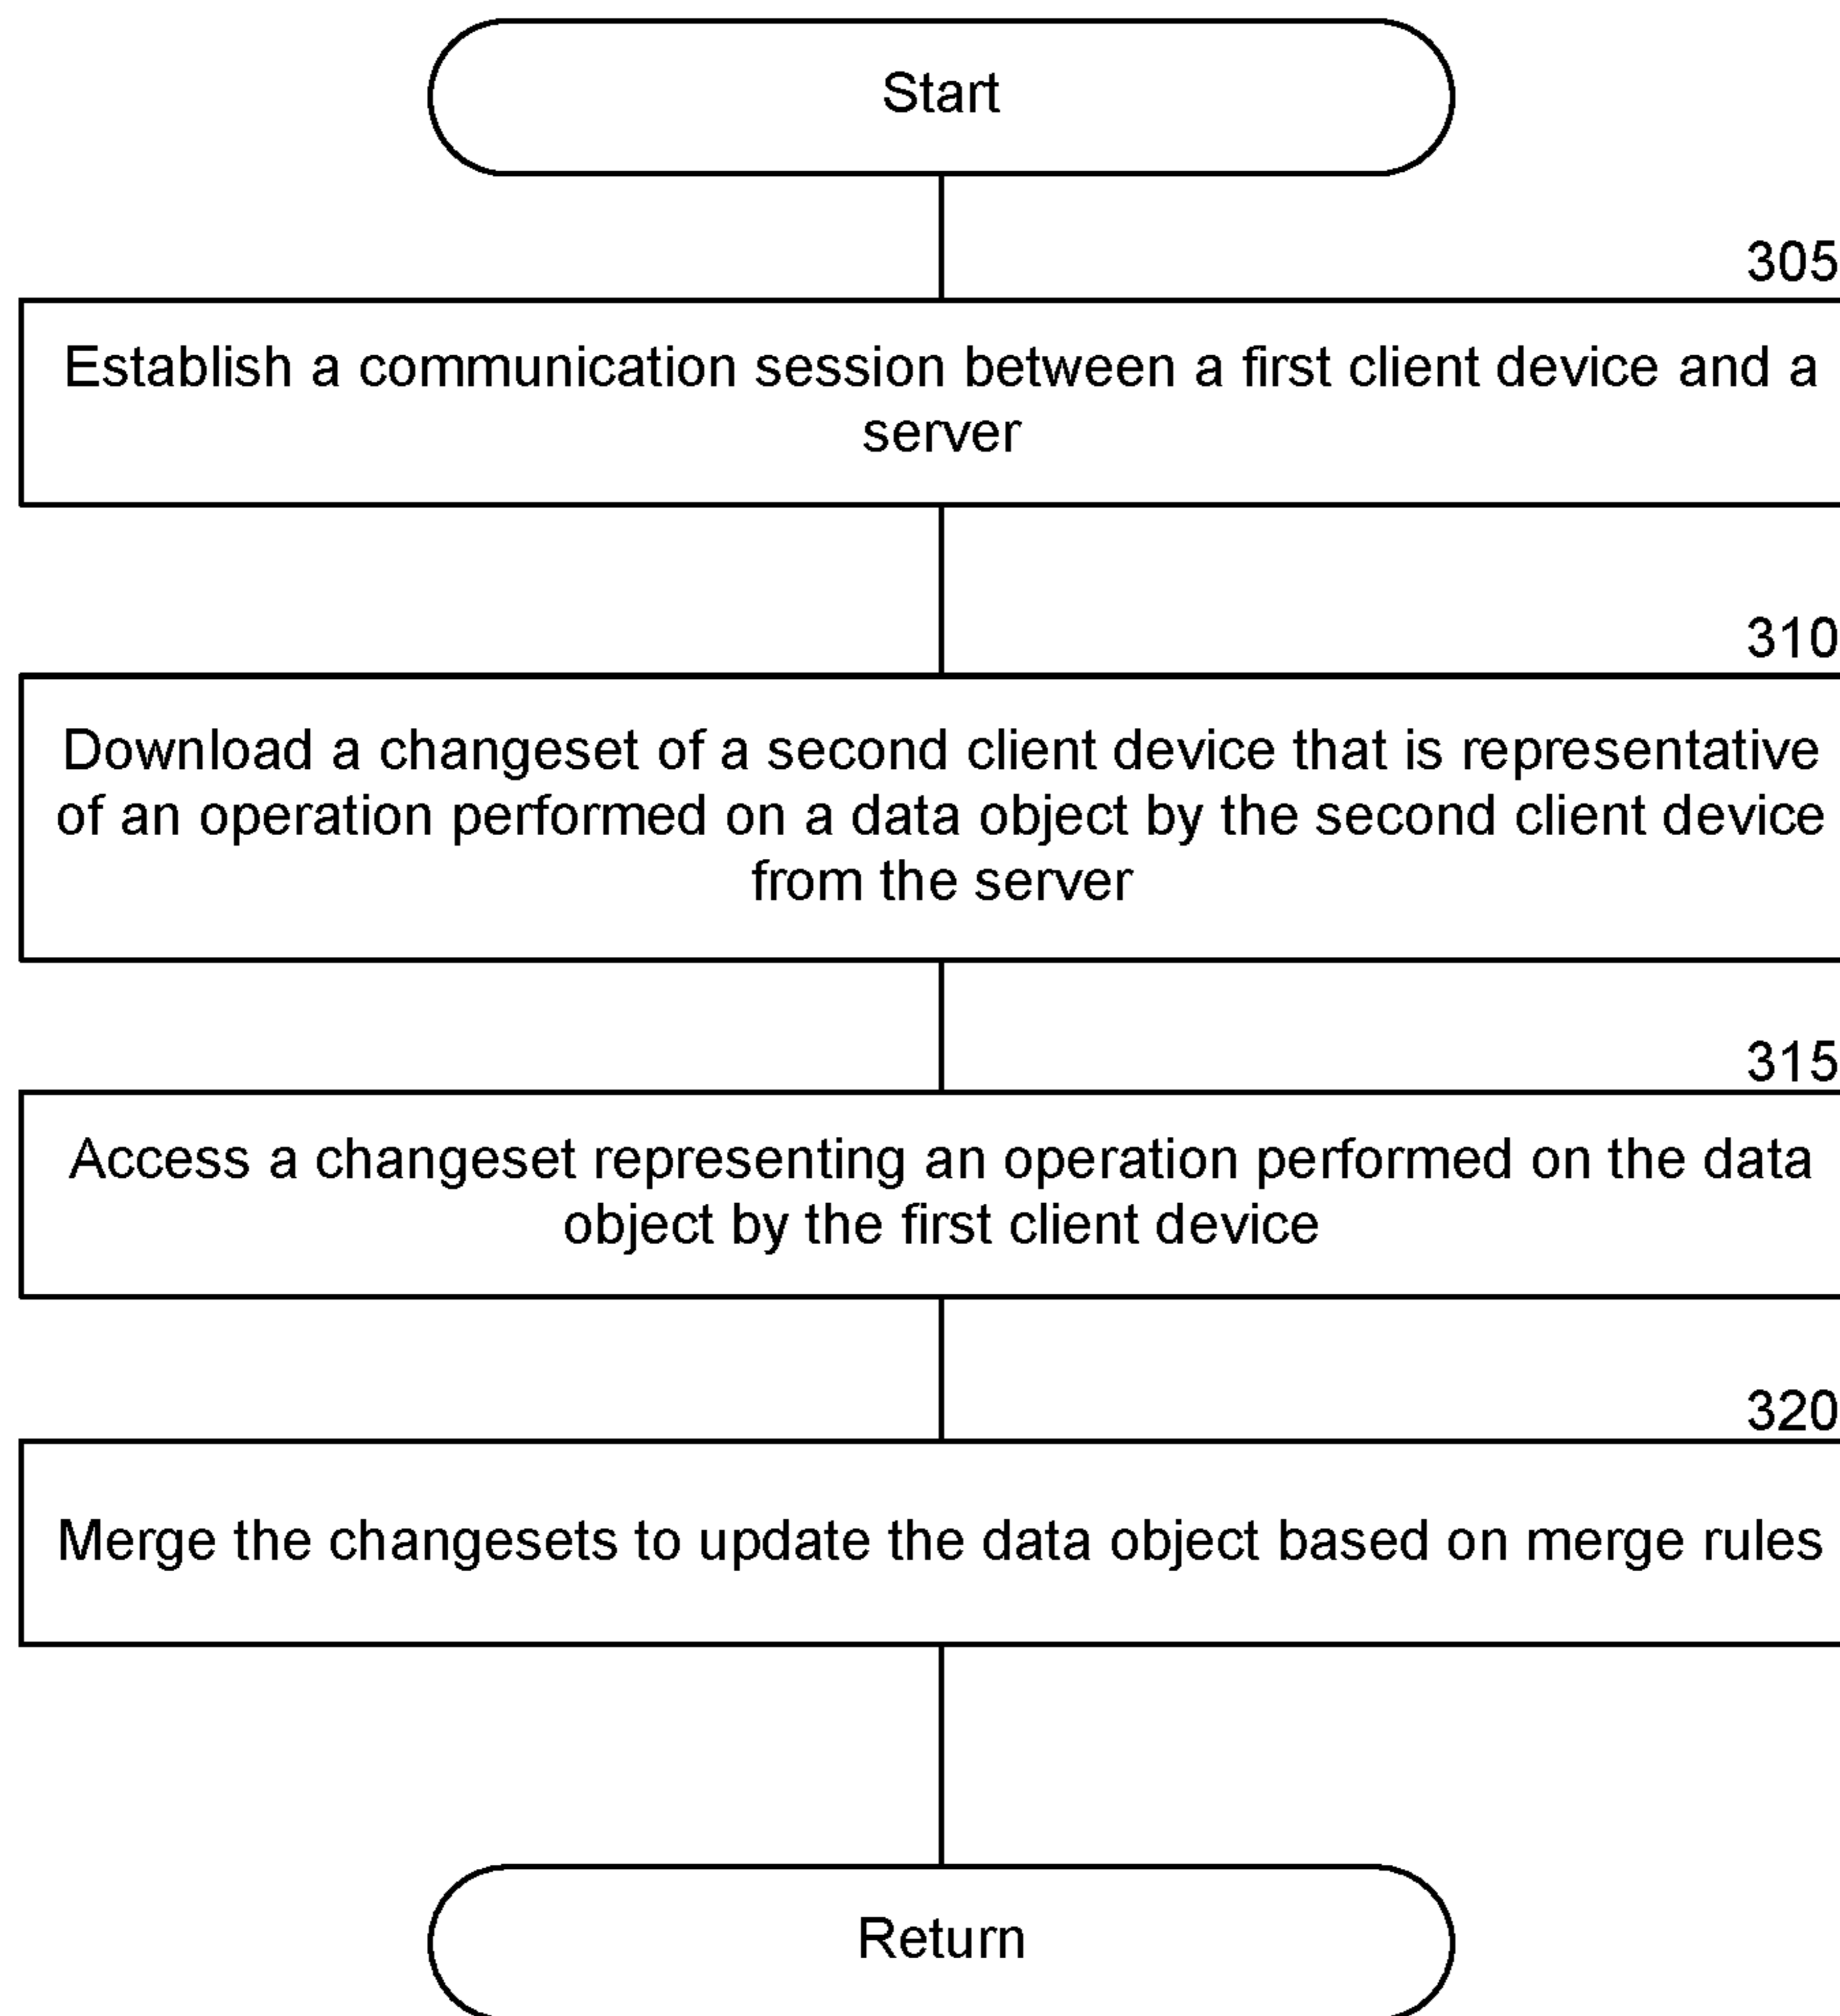 Start
305
Establish a communication session between a first client device and a
server
310
Download a changeset of a second client device that is representative
of an operation performed on a data object by the second client device
from the server
315
Access a changeset representing an operation performed on the data
object by the first client device
320
Merge the changesets to update the data object based on merge rules
Return